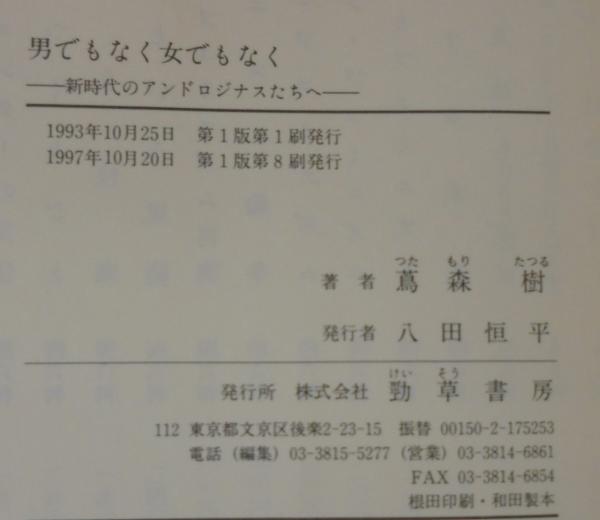 男でもなく女でもなく
――新時代のアンドロジナスたちへ――
1993年10月25日 第1版第1刷発行
1997年10月20日 第1版第8刷発行
つた もり たつる
著者 蔦森 樹
発行者 八田恒平
けい そう
発行所 株式会社 勁草書房
112 東京都文京区後楽2-23-15 振替 00150-2-175253
電話(編集)03-3815-5277(営業)03-3814-6861
FAX 03-3814-6854
根田印刷・和田製本